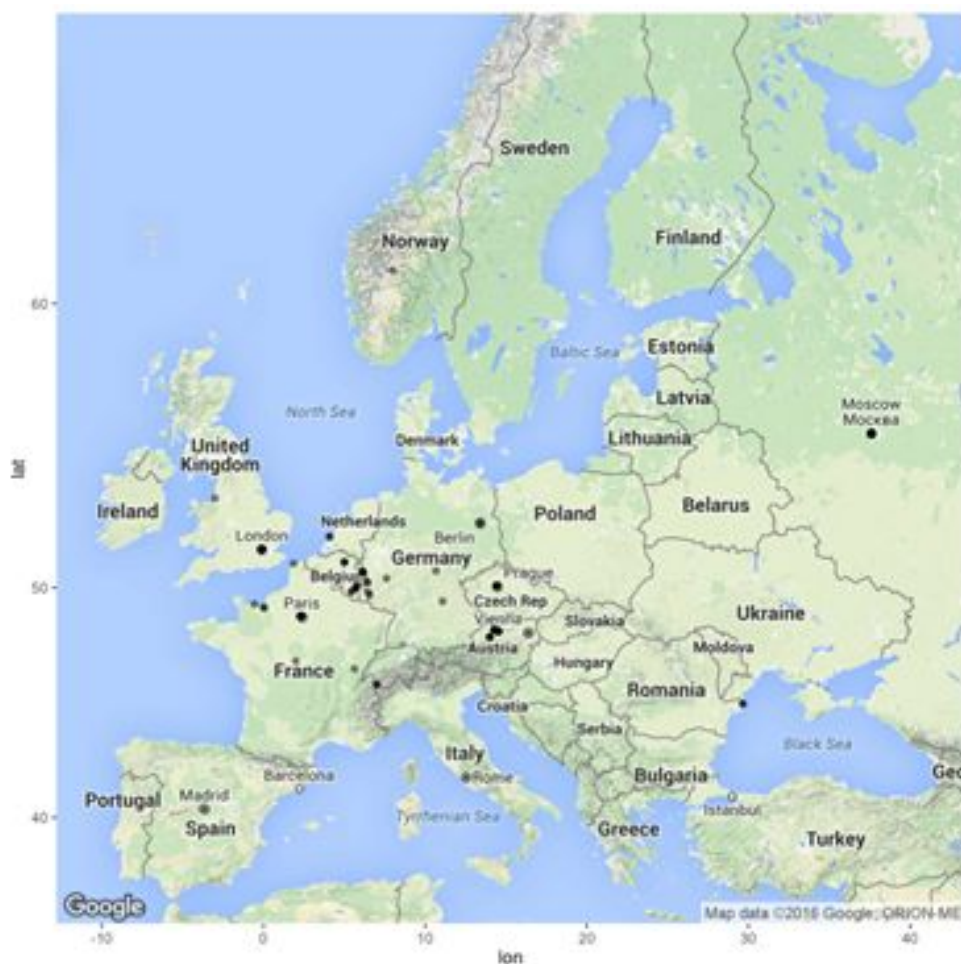 Sweden
Norway
Finland
60
Baltic Sea
Estonia
North Sea
Latvia
Moscow
Москва
Denmark
Lithuania
United
Kingdom
lat
Ireland
Belarus
Netherlands
Poland
London
Berlin
Germany
Belgium
Prague
50
Paris
Czech Rep
Ukraine
Vienna
Slovakia
Austria
Moldova
France
Hungary
Romania
Croatia
Serbia
Italy
Black Sea
Barcelona
Rome
Bulgaria
Geo
Portugal
Madrid
Istanbul
40
Spain
Tyrrhenian Sea
Greece
Turkey
Google
Map data ©2016 Google, ORION-ME
-10
0
10
20
30
40
lon